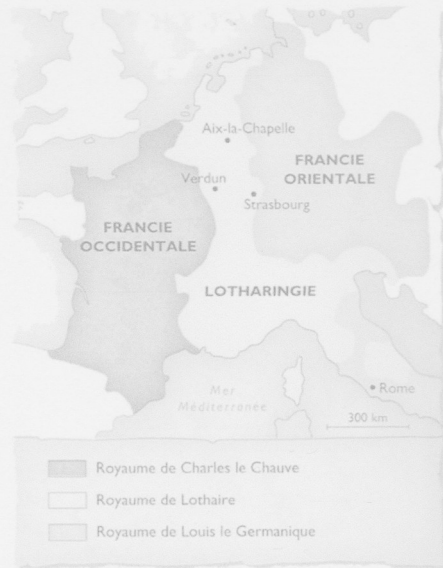 Aix-la-Chapelle
FRANCIE
ORIENTALE
Verdun
Strasbourg
FRANCIE
OCCIDENTALE
LOTHARINGIE
Mer
Méditerranée
Rome
300 km
Royaume de Charles le Chauve
Royaume de Lothaire
Royaume de Louis le Germanique